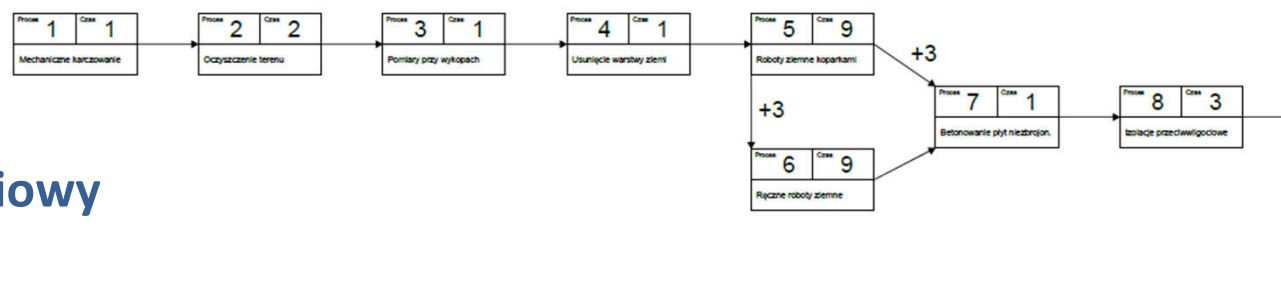 Proces 1 Czas 1
Mechaniczne karczowanie
Proces 2 Czas 2
Oczyszczenie terenu
Proces 3 Czas 1
Pomiary przy wykopach
Proces 4 Czas 1
Usunięcie warstwy ziemi
Proces 5 Czas 9
Roboty ziemne koparkami
+3
+3
Proces 6 Czas 9
Ręczne roboty ziemne
Proces 7 Czas 1
Betonowanie płyt niezbrojon.
Proces 8 Czas 3
Izolacje przeciwwilgociowe
iowy